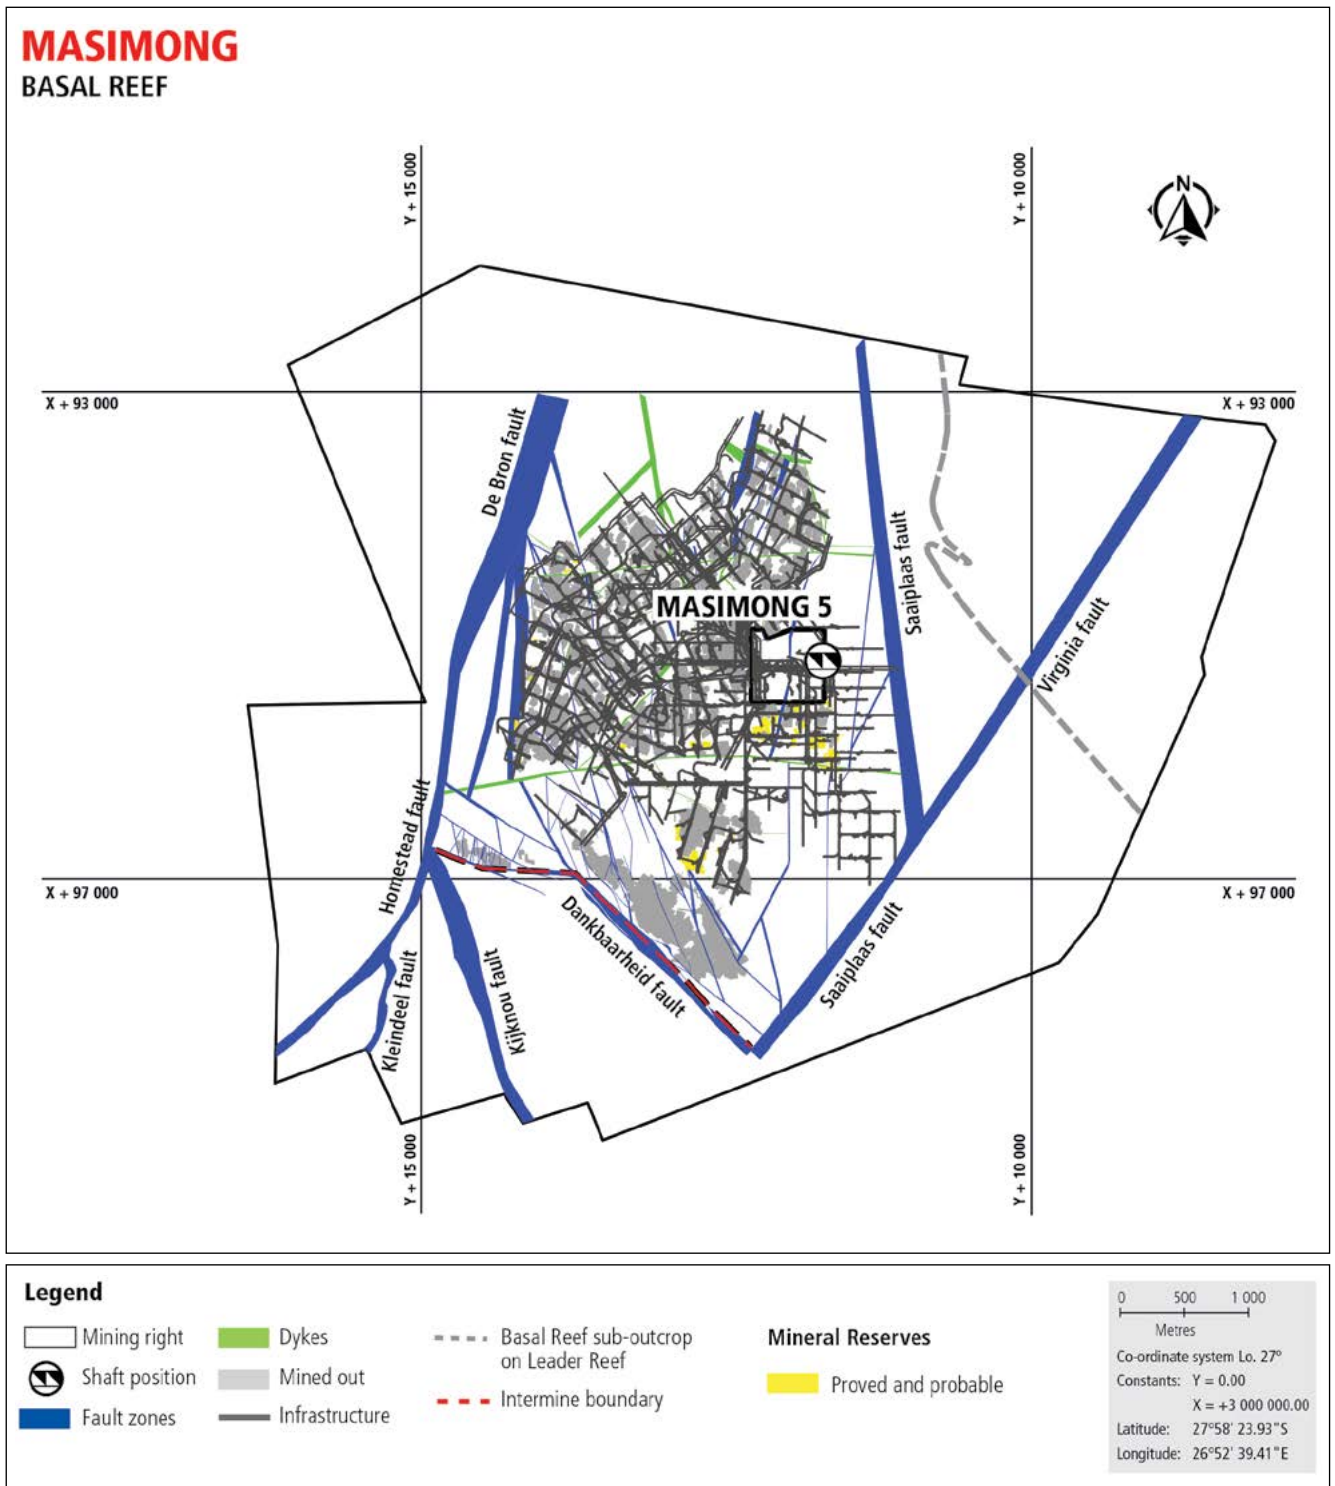 MASIMONG
BASAL REEF
Y + 15 000
Y + 10 000
N
X + 93 000
X + 93 000
De Bron fault
Saaiplaas fault
MASIMONG 5
Virginia fault
Homestead fault
X + 97 000
X + 97 000
Dankbaarheid fault
Saaiplaas fault
Kleindeel fault
Kijknou fault
Y + 15 000
Y + 10 000
Legend
Mining right
Shaft position
Fault zones
Dykes
Mined out
Infrastructure
Basal Reef sub-outcrop
on Leader Reef
Intermine boundary
Mineral Reserves
Proved and probable
0 500 1 000
Metres
Co-ordinate system Lo. 27°
Constants: Y = 0.00
X = +3 000 000.00
Latitude: 27°58' 23.93"S
Longitude: 26°52' 39.41"E